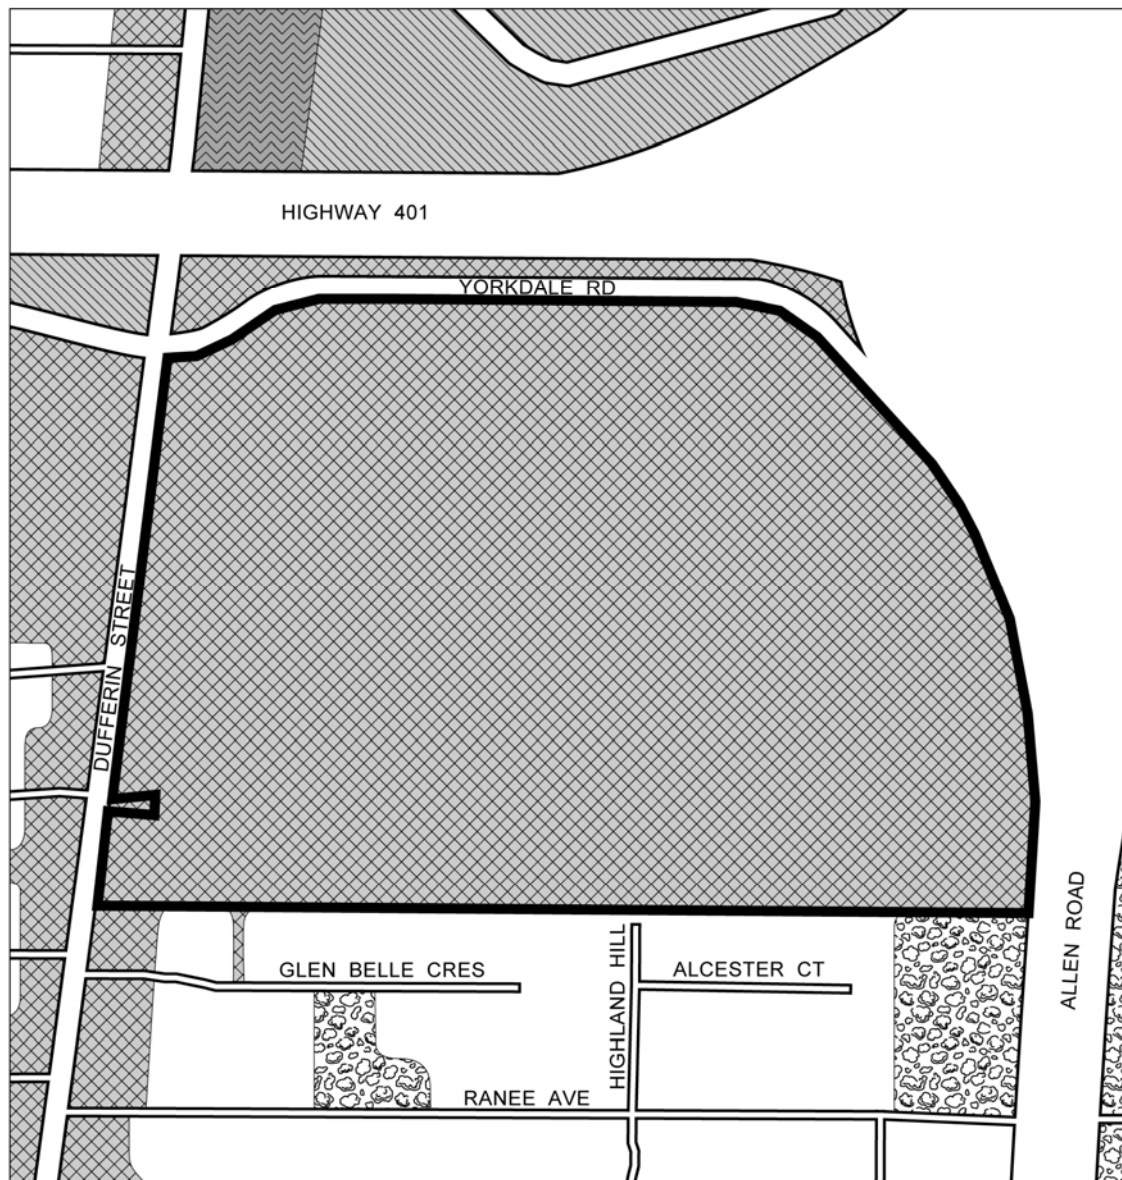 HIGHWAY 401
YORKDALE RD
DUFFERIN STREET
ALLEN ROAD
GLEN BELLE CRES
HIGHLAND HILL
ALCESTER CT
RANEE AVE